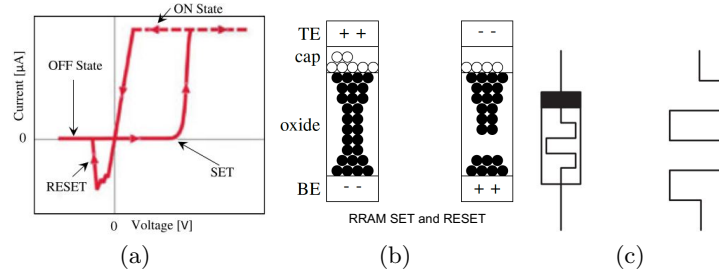 ON State
OFF State
Current [µA]
0
RESET
SET
0
Voltage [V]
(a)
TE
+ +
- -
cap
oxide
BE
- -
+ +
RRAM SET and RESET
(b)
(c)